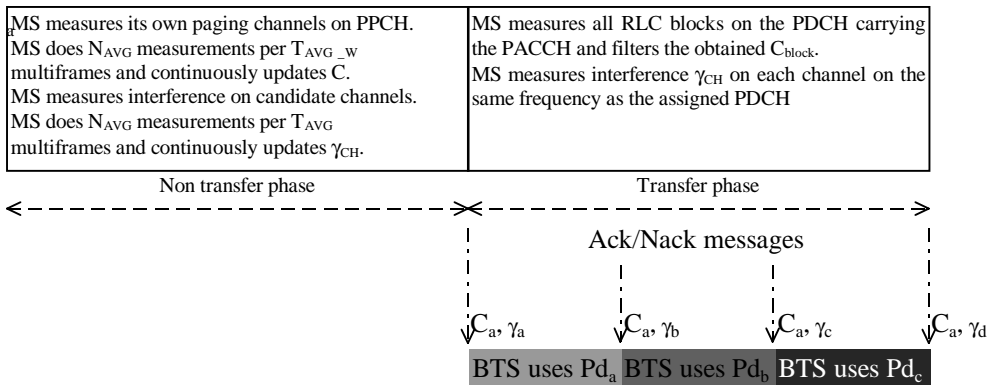 MS measures its own paging channels on PPCH.
a
MS does N_AVG measurements per T_AVG _W
multiframes and continuously updates C.
MS measures interference on candidate channels.
MS does N_AVG measurements per T_AVG
multiframes and continuously updates γ_CH.
MS measures all RLC blocks on the PDCH carrying
the PACCH and filters the obtained C_block.
MS measures interference γ_CH on each channel on the
same frequency as the assigned PDCH
Non transfer phase
Transfer phase
Ack/Nack messages
C_a, γ_a
C_a, γ_b
C_a, γ_c
C_a, γ_d
BTS uses Pd_a
BTS uses Pd_b
BTS uses Pd_c